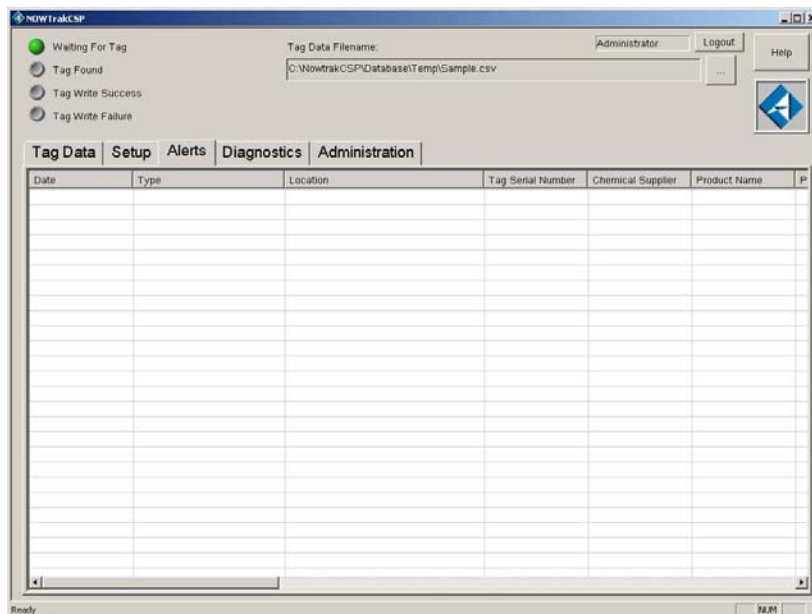 NOWTrakCSP
Waiting For Tag
Tag Data Filename:
Administrator
Logout
Help
Tag Found
C:\NowtrakCSP\Database\Temp\Sample.csv
...
Tag Write Success
Tag Write Failure
Tag Data Setup Alerts Diagnostics Administration
Date Type Location Tag Serial Number Chemical Supplier Product Name P
Ready NUM